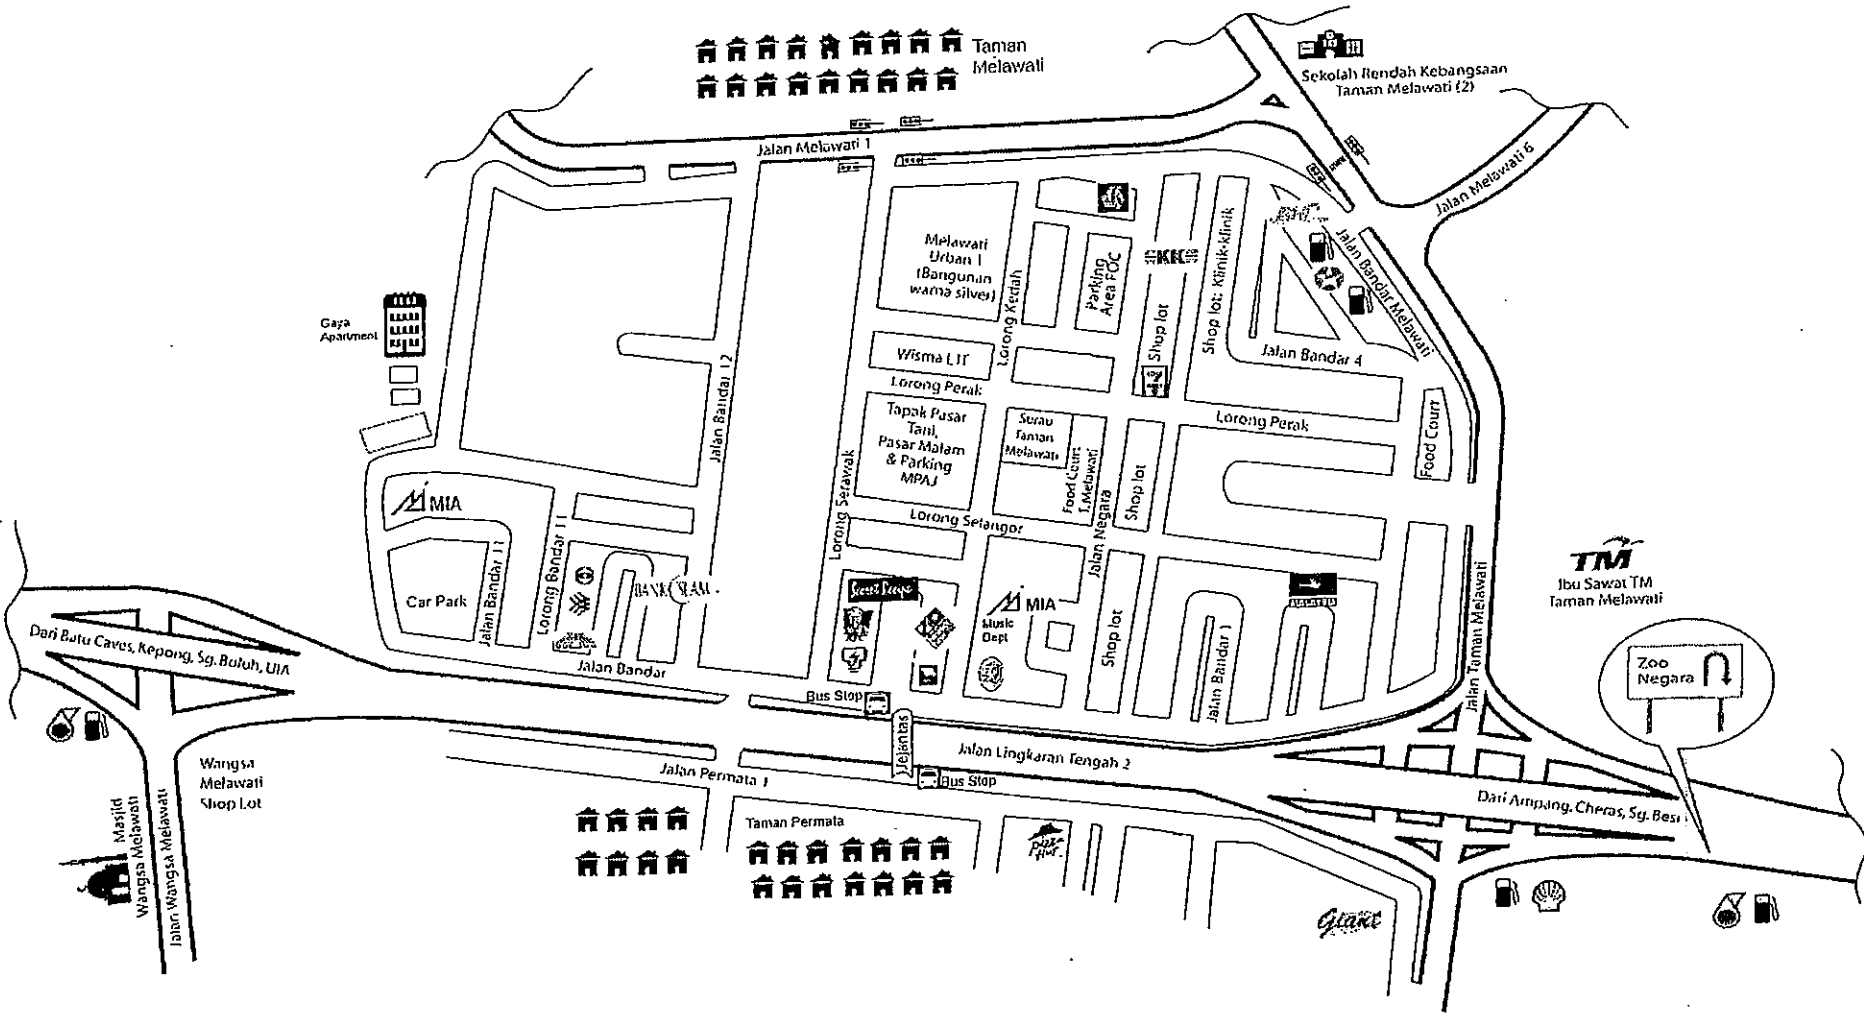 Taman
Melawati
Sekolah Rendah Kebangsaan
Taman Melawati (2)
Jalan Melawati 1
Jalan Melawati 6
Melawati
Urban 1
(Bangunan
warna silver)
Lorong Kedah
Parking
Area FOC
KK
Shop lot
Shop lot: Klinik-klinik
Jalan Bandar Melawati
Gaya
Apartment
Jalan Bandar 12
Wisma
Lorong Perak
Jalan Bandar 4
Tapak Pasar
Tani,
Pasar Malam
& Parking
MPAJ
Surau
Taman
Melawati
Food Court
T.Melawati
Shop lot
Lorong Perak
Food Court
Lorong Serawak
Jalan Negara
MIA
Lorong Selangor
Lorong Bandar 11
Jalan Bandar 11
Car Park
BANK ISLAM
MIA
Music
Dept
Shop lot
Jalan Bandar 1
MALAYSIA
TM
Ibu Sawat TM
Taman Melawati
Jalan Taman Melawati
Zoo
Negara
Dari Batu Caves, Kepong, Sg. Buluh, UIA
Jalan Bandar
Bus Stop
Jejantas
Jalan Lingkaran Tengah 2
Bus Stop
Jalan Permata 1
Dari Ampang, Cheras, Sg. Besi
Wangsa
Melawati
Shop Lot
Masjid
Wangsa Melawati
Jalan Wangsa Melawati
Taman Permata
Pizza
Hut
Giant